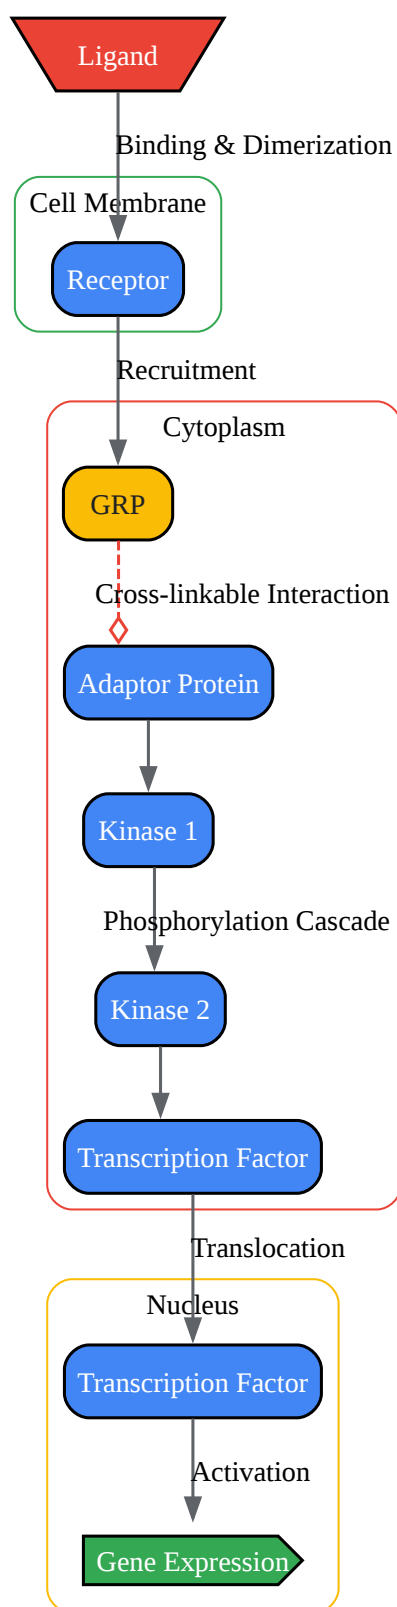 Ligand
Binding & Dimerization
Cell Membrane
Receptor
Recruitment
Cytoplasm
GRP
Cross-linkable Interaction
Adaptor Protein
Kinase 1
Phosphorylation Cascade
Kinase 2
Transcription Factor
Translocation
Nucleus
Transcription Factor
Activation
Gene Expression